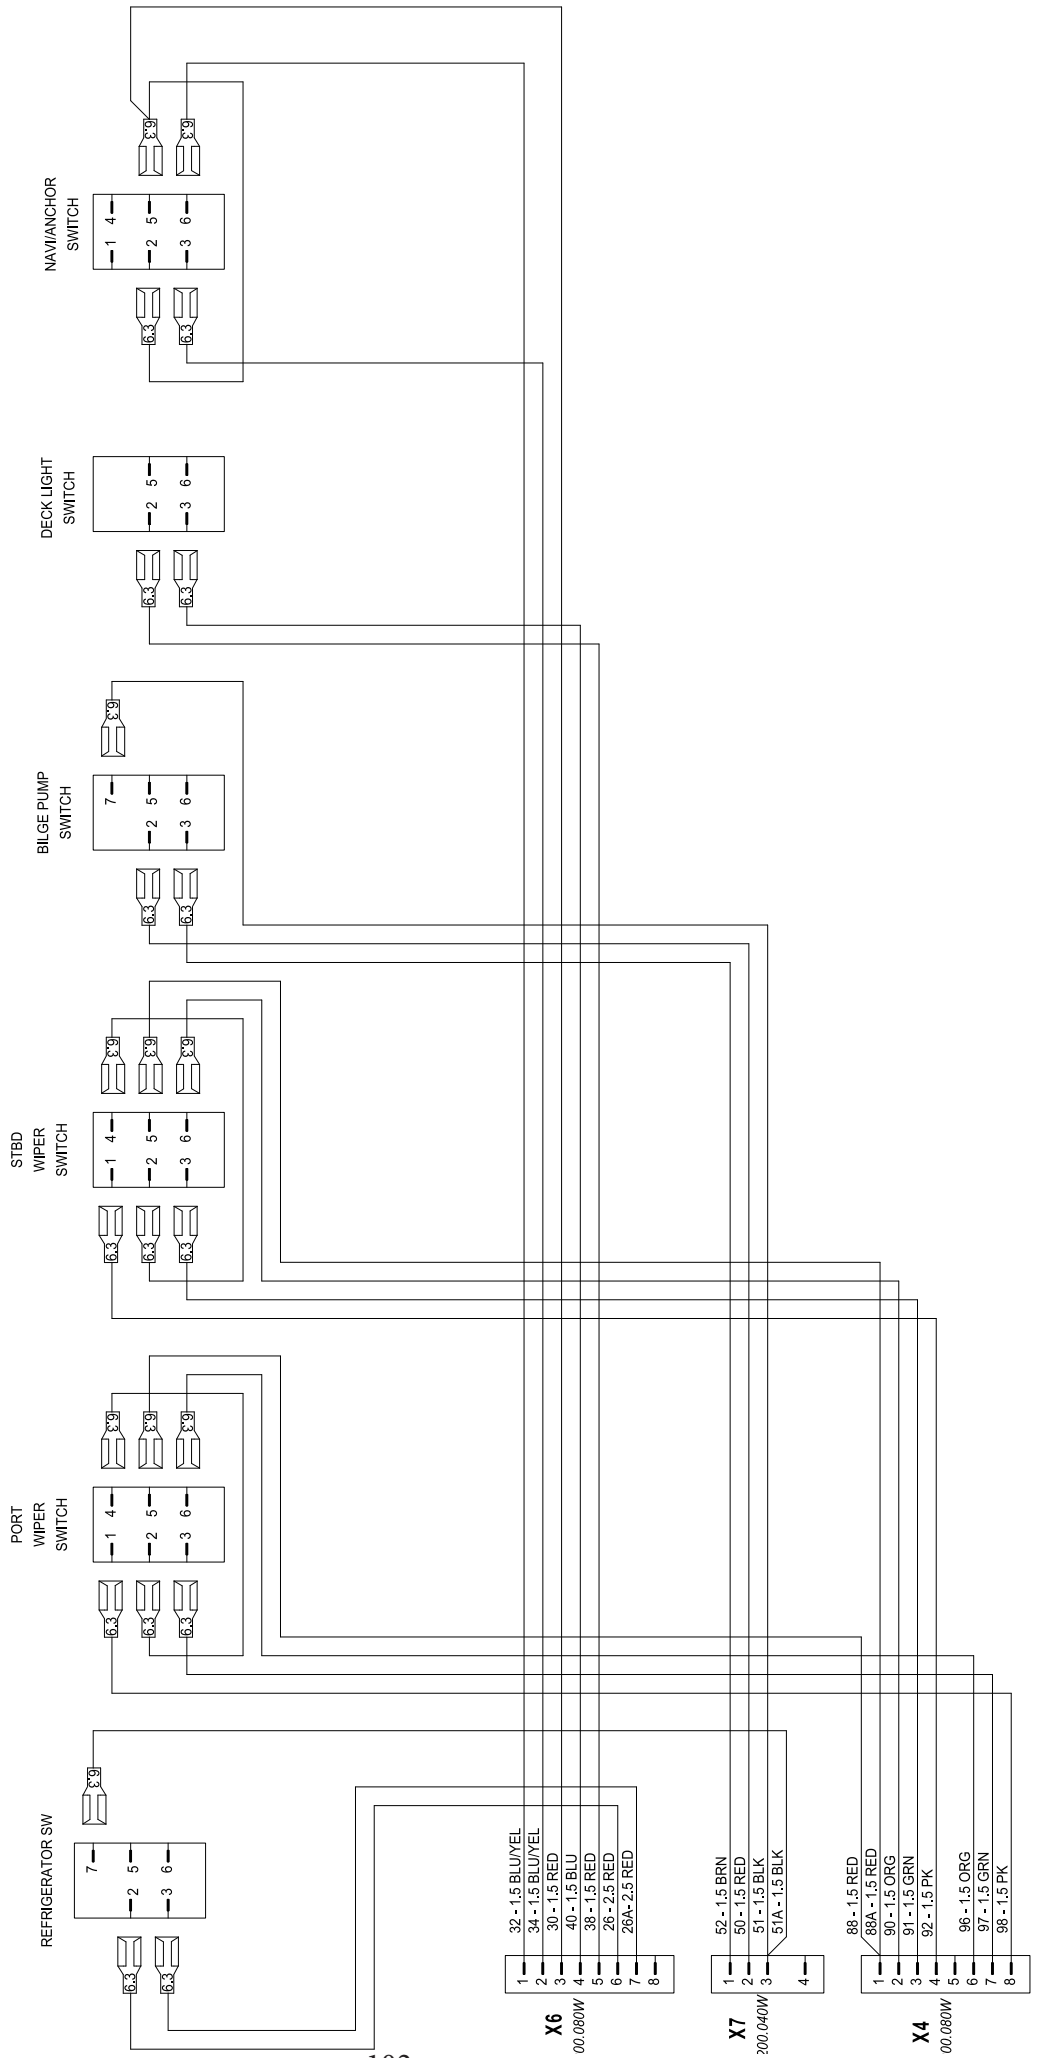 NAVI/ANCHOR
SWITCH
6.3
6.3
1 4
2 5
3 6
6.3
6.3
DECK LIGHT
SWITCH
2 5
3 6
6.3
6.3
BILGE PUMP
SWITCH
6.3
7
2 5
3 6
6.3
6.3
STBD
WIPER
SWITCH
6.3
6.3
6.3
1 4
2 5
3 6
6.3
6.3
6.3
PORT
WIPER
SWITCH
6.3
6.3
6.3
1 4
2 5
3 6
6.3
6.3
6.3
REFRIGERATOR SW
6.3
7
2 5
3 6
6.3
6.3
32 - 1.5 BLU/YEL
34 - 1.5 BLU/YEL
30 - 1.5 RED
40 - 1.5 BLU
38 - 1.5 RED
26 - 2.5 RED
26A- 2.5 RED
1
2
3
4
5
6
7
8
X6
00.080W
52 - 1.5 BRN
50 - 1.5 RED
51 - 1.5 BLK
51A - 1.5 BLK
1
2
3
4
X7
200.040W
88 - 1.5 RED
88A - 1.5 RED
90 - 1.5 ORG
91 - 1.5 GRN
92 - 1.5 PK
96 - 1.5 ORG
97 - 1.5 GRN
98 - 1.5 PK
1
2
3
4
5
6
7
8
X4
00.080W